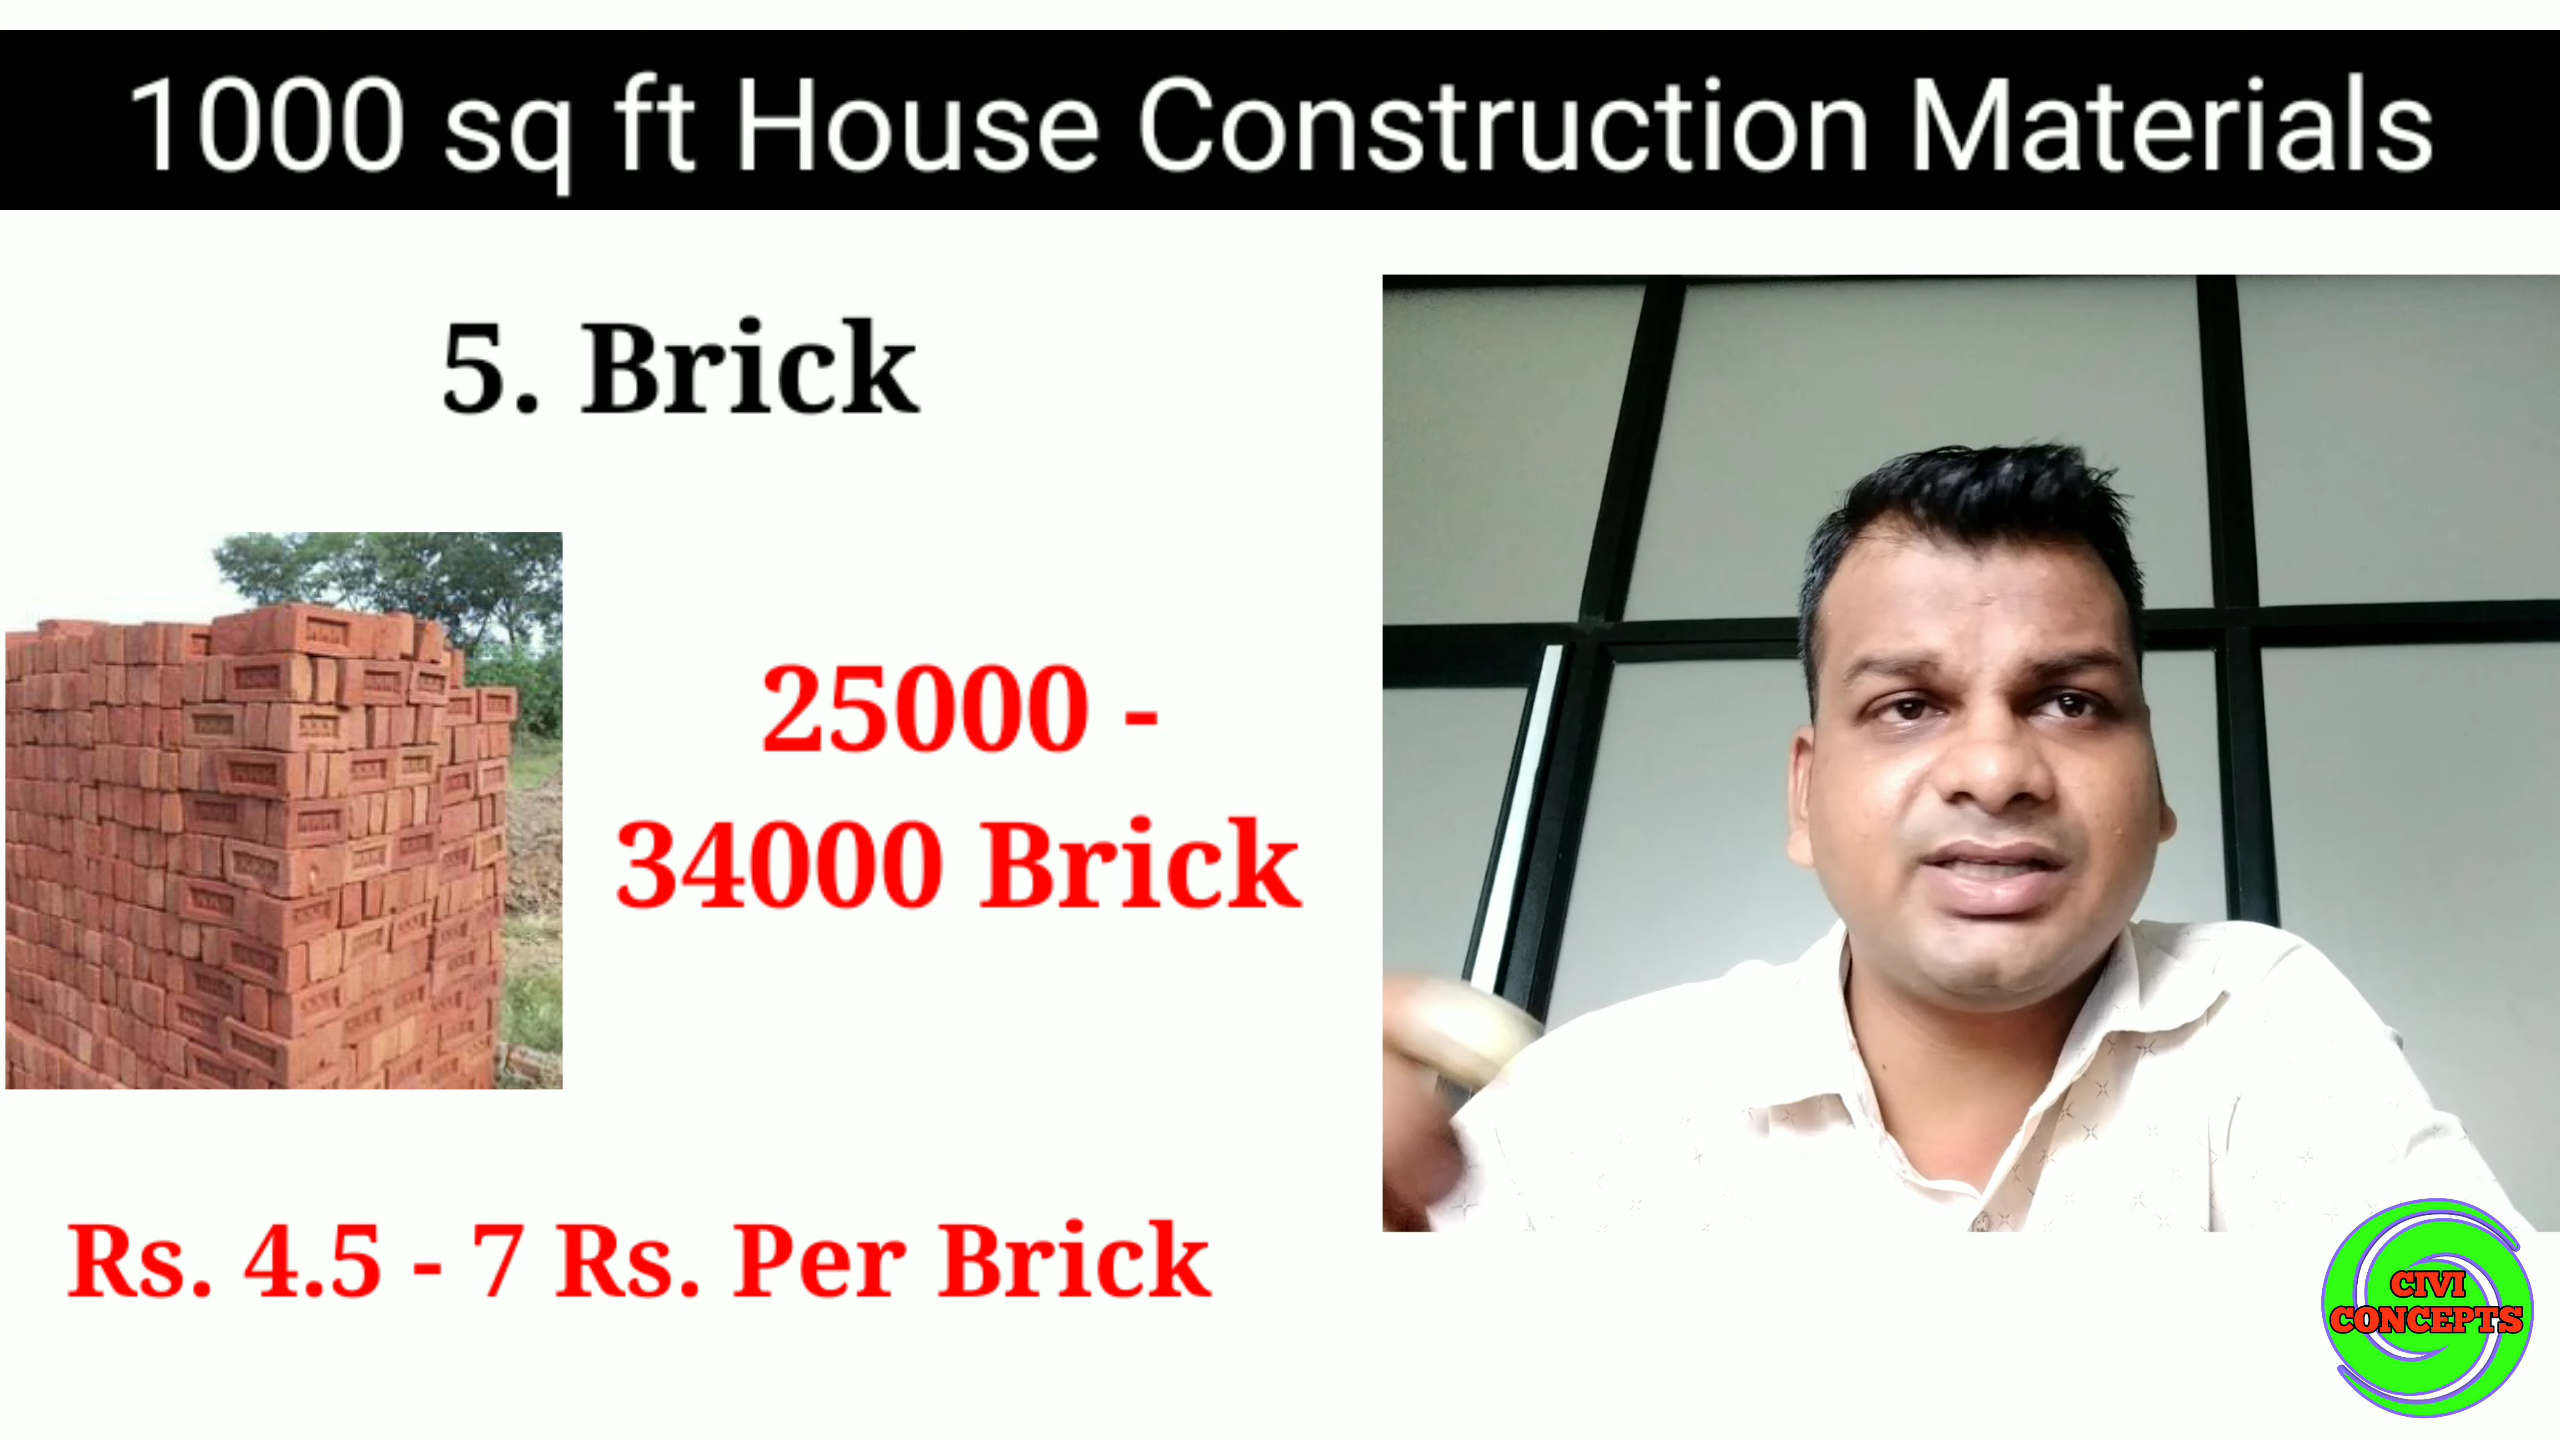 1000 sq ft House Construction Materials
5. Brick
25000 -
34000 Brick
Rs. 4.5 - 7 Rs. Per Brick
CIVI
CONCEPTS